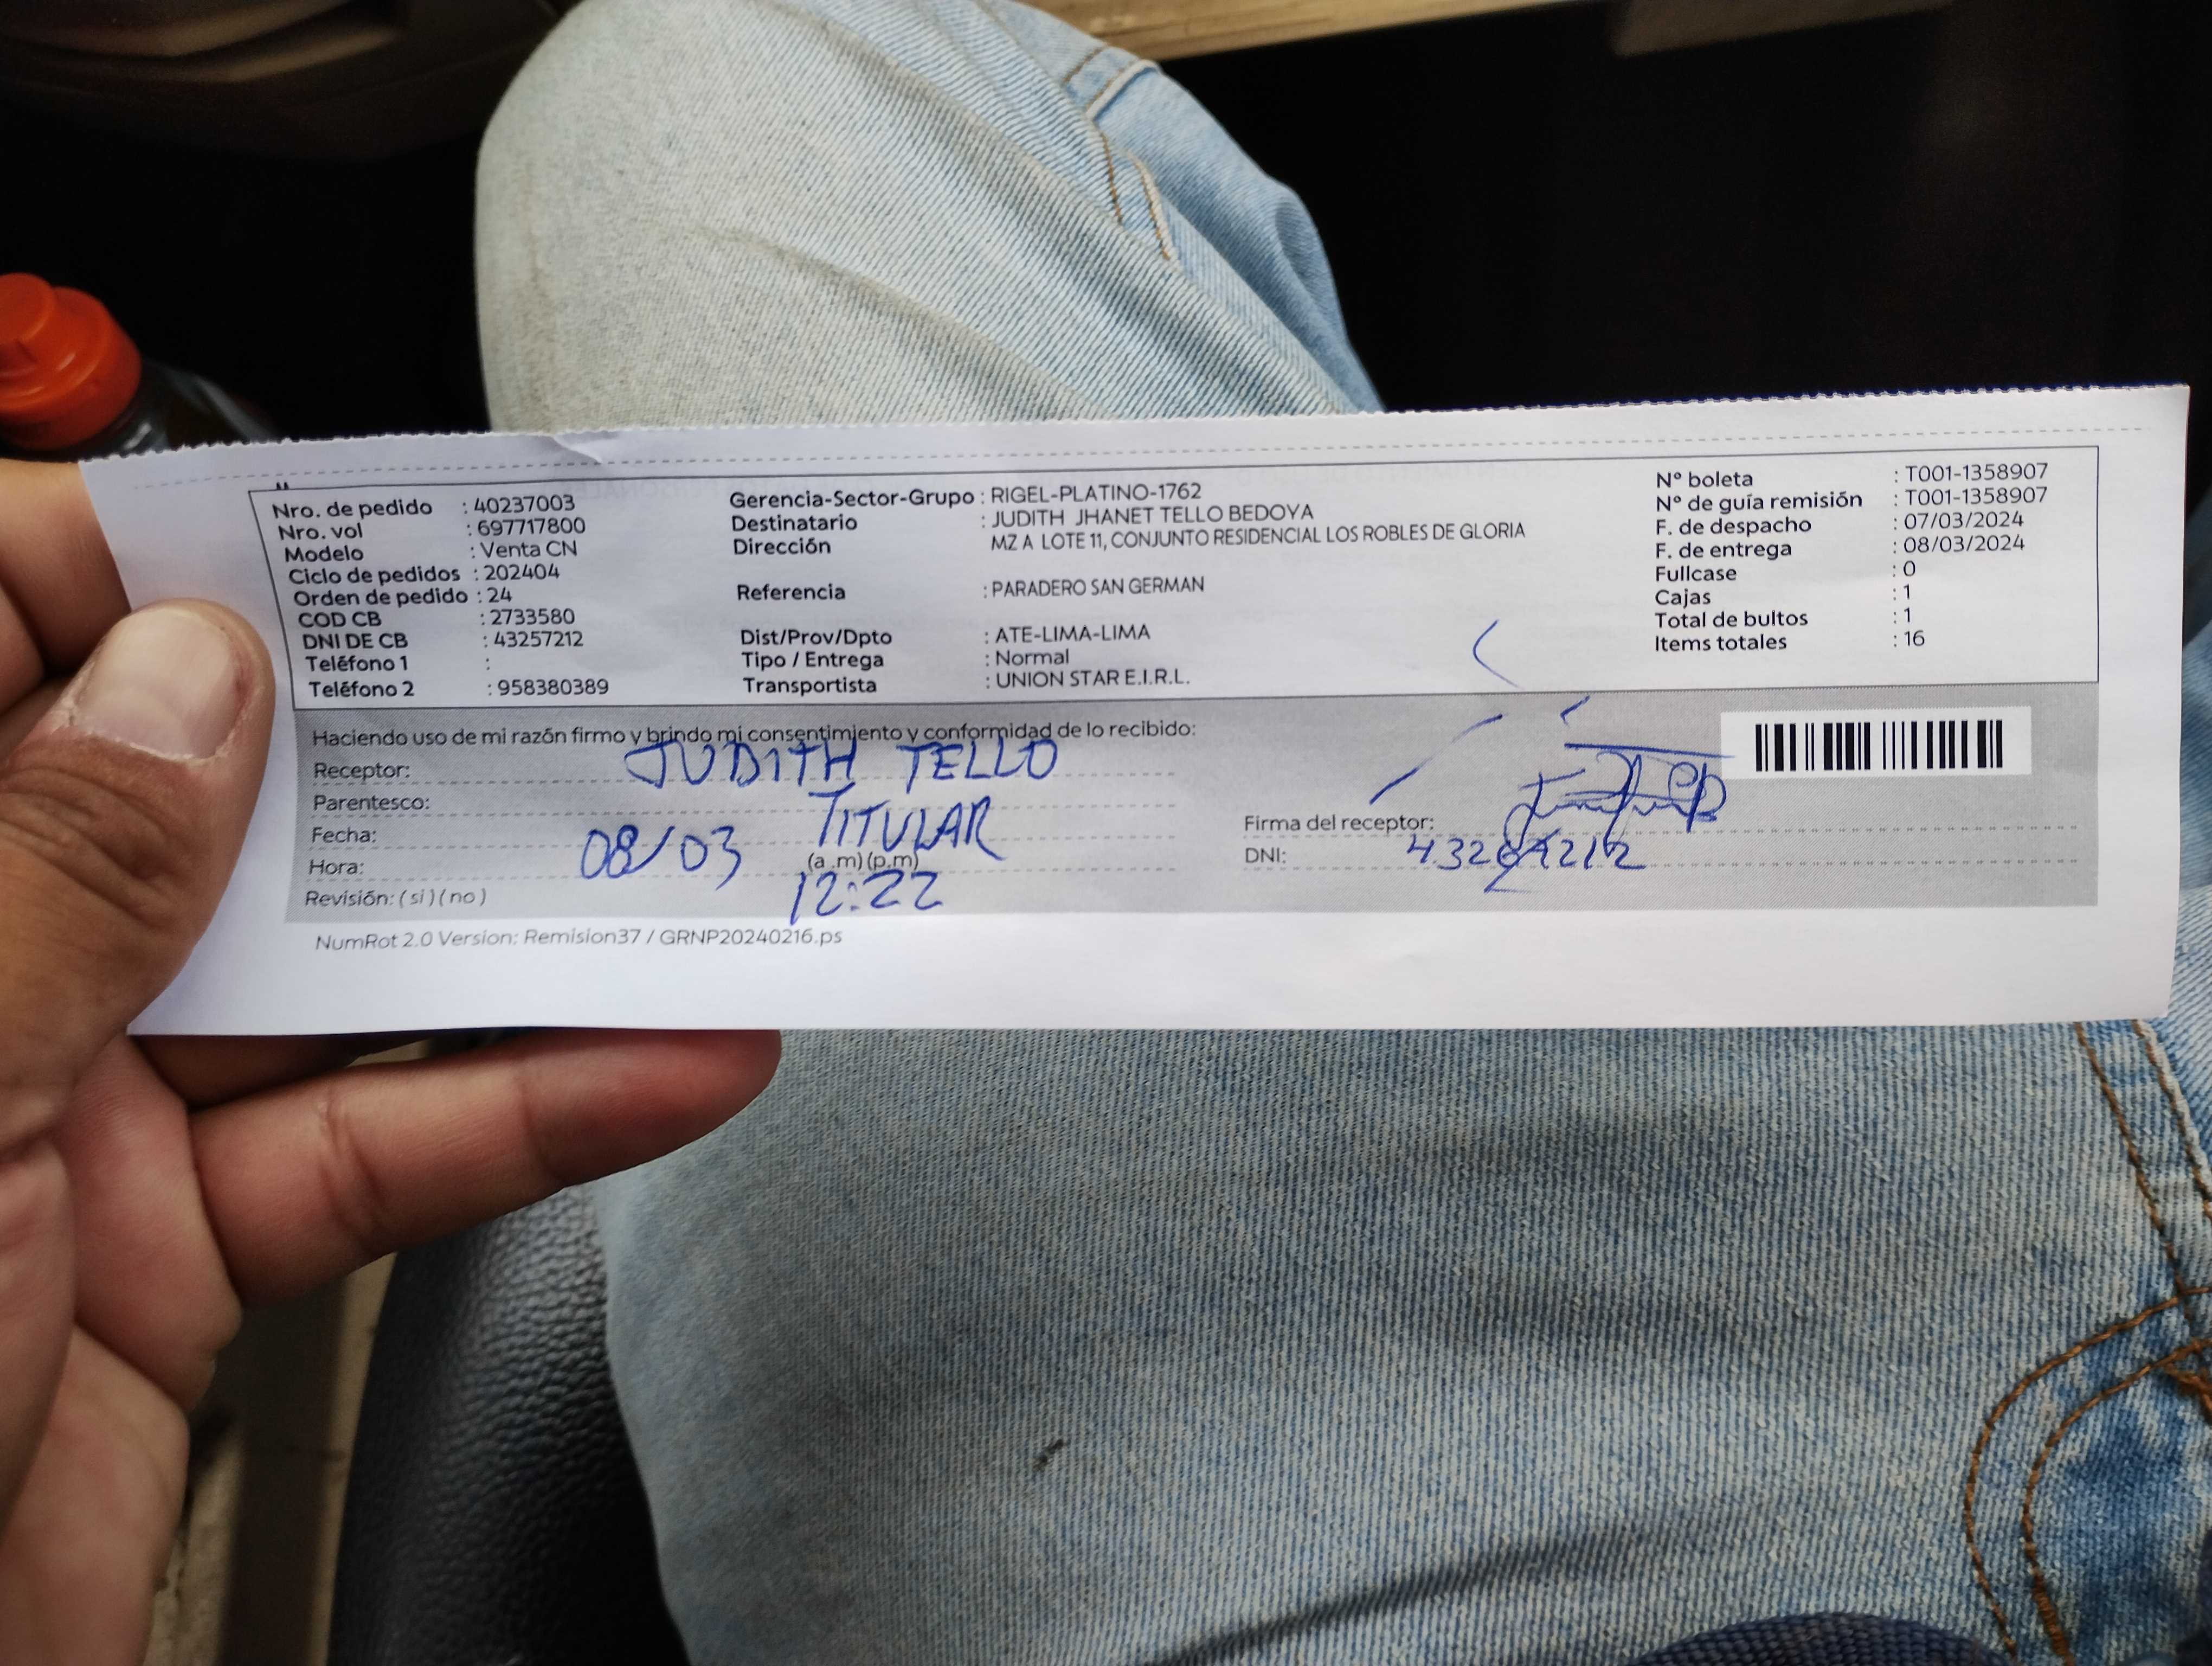 Nro. de pedido : 40237003
Nro. vol : 697717800
Modelo : Venta CN
Ciclo de pedidos : 202404
Orden de pedido : 24
COD CB : 2733580
DNI DE CB : 43257212
Teléfono 1 :
Teléfono 2 : 958380389
Gerencia-Sector-Grupo : RIGEL-PLATINO-1762
Destinatario : JUDITH JHANET TELLO BEDOYA
Dirección MZ A LOTE 11, CONJUNTO RESIDENCIAL LOS ROBLES DE GLORIA
Referencia : PARADERO SAN GERMAN
Dist/Prov/Dpto : ATE-LIMA-LIMA
Tipo / Entrega : Normal
Transportista : UNION STAR E.I.R.L.
Nº boleta : T001-1358907
Nº de guía remisión : T001-1358907
F. de despacho : 07/03/2024
F. de entrega : 08/03/2024
Fullcase : 0
Cajas : 1
Total de bultos : 1
Items totales : 16
Haciendo uso de mi razón firmo y brindo mi consentimiento y conformidad de lo recibido:
Receptor: JUDITH TELLO
Parentesco: TITULAR
Fecha: 08/03
Hora: (a.m)(p.m) 12:22
Revisión: (si)(no)
Firma del receptor:
DNI:
NumRot 2.0 Version: Remision37 / GRNP20240216.ps